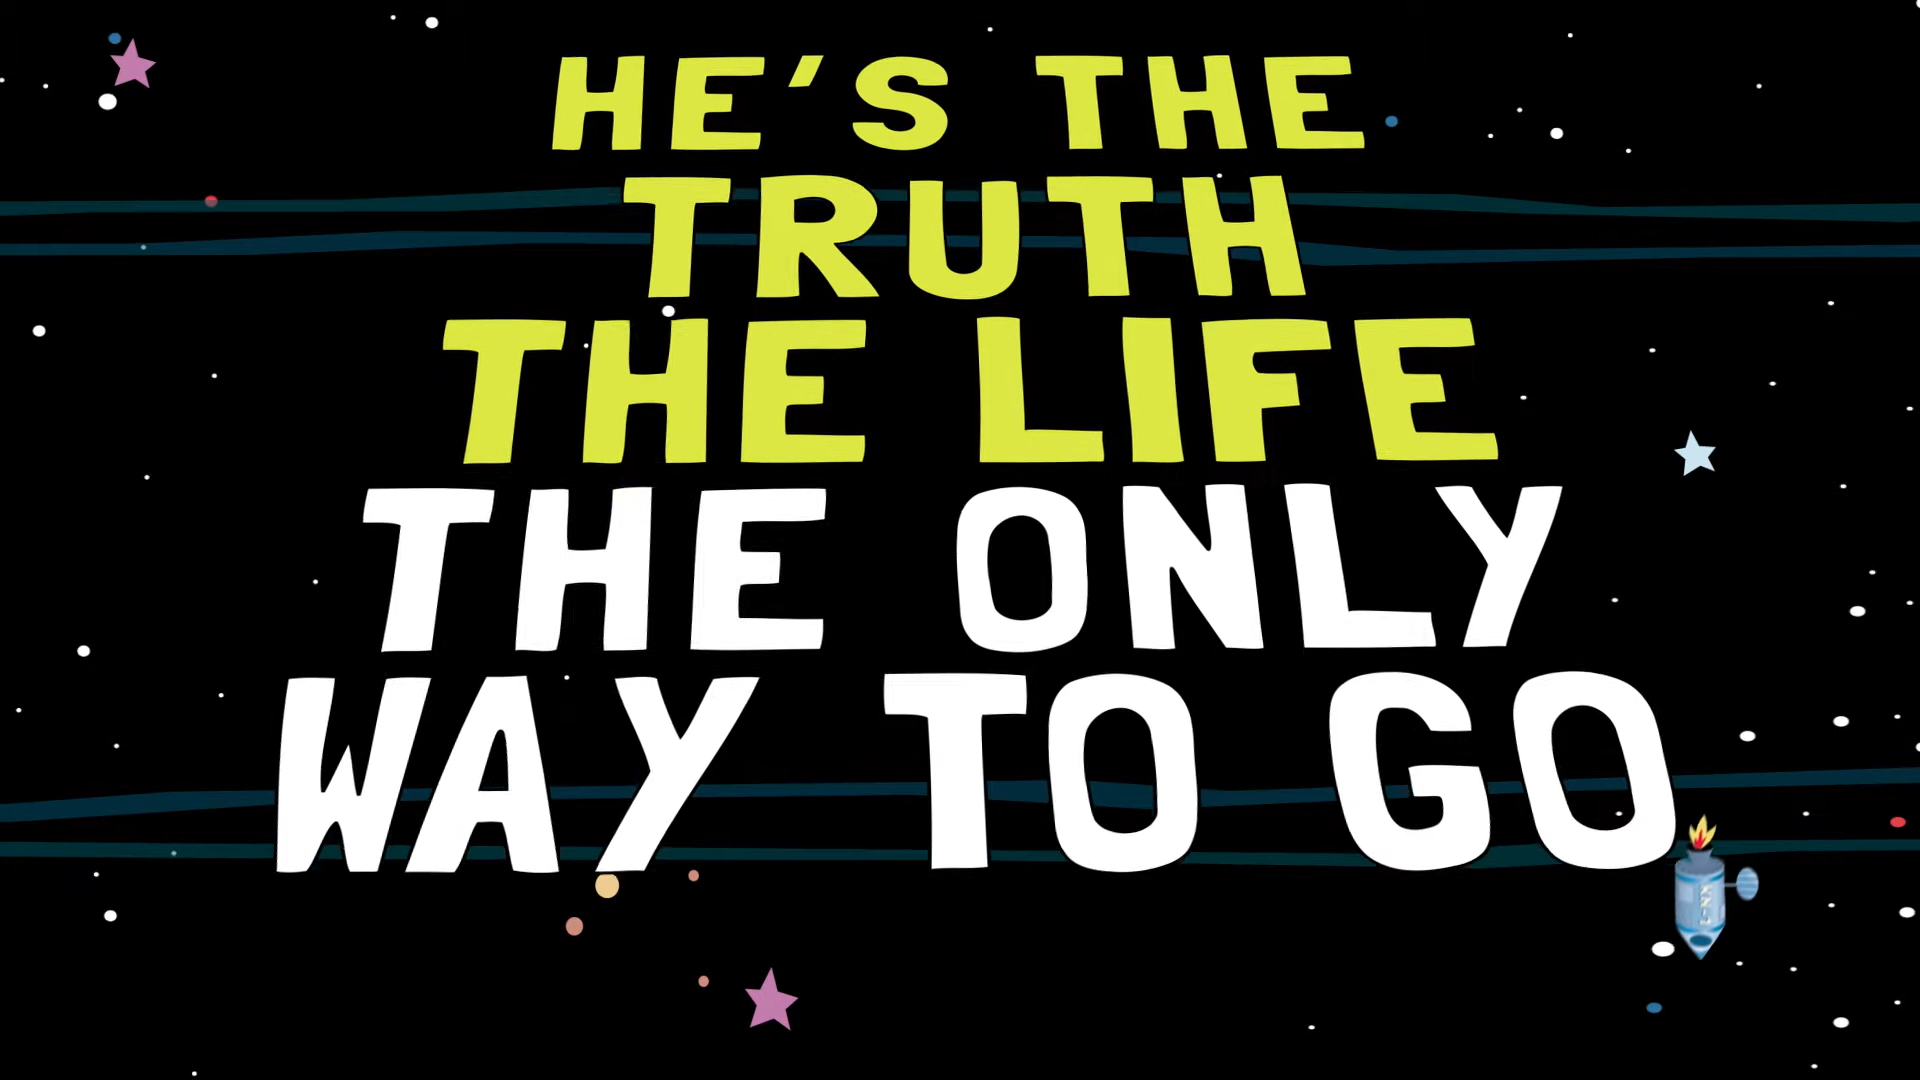 HE'S THE
TRUTH
THE LIFE
THE ONLY
WAY TO GO